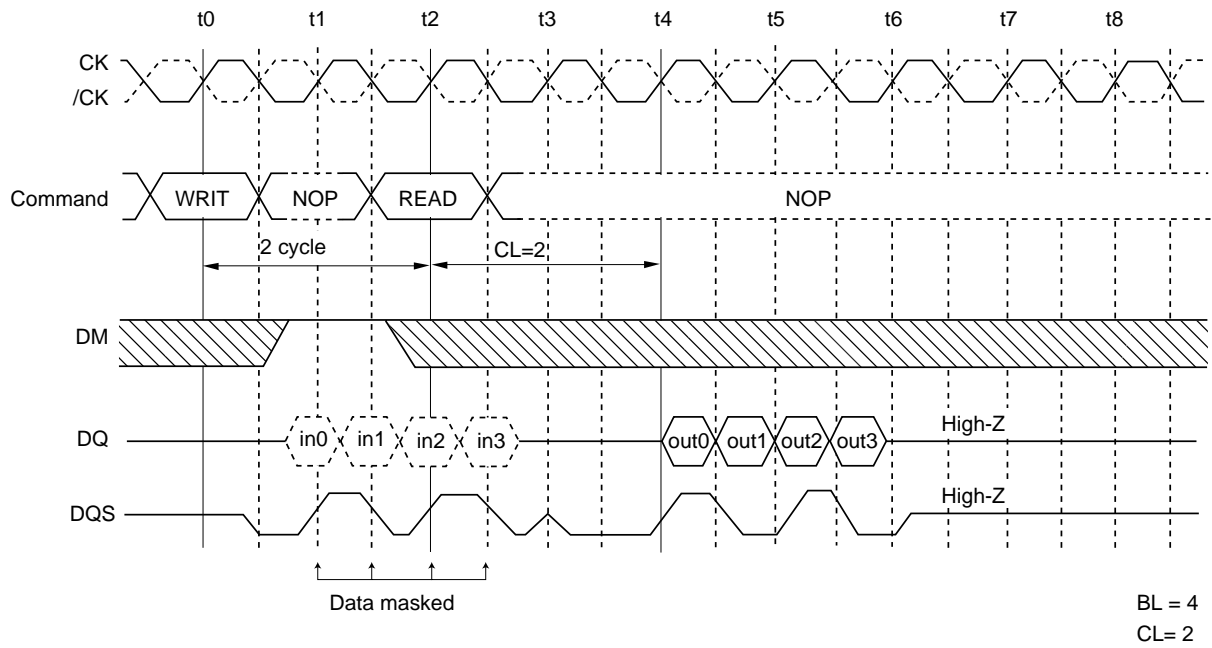 t0 t1 t2 t3 t4 t5 t6 t7 t8
CK
/CK
Command WRIT NOP READ NOP
2 cycle CL=2
DM
DQ in0 in1 in2 in3 out0 out1 out2 out3 High-Z
DQS High-Z
Data masked
BL = 4
CL= 2